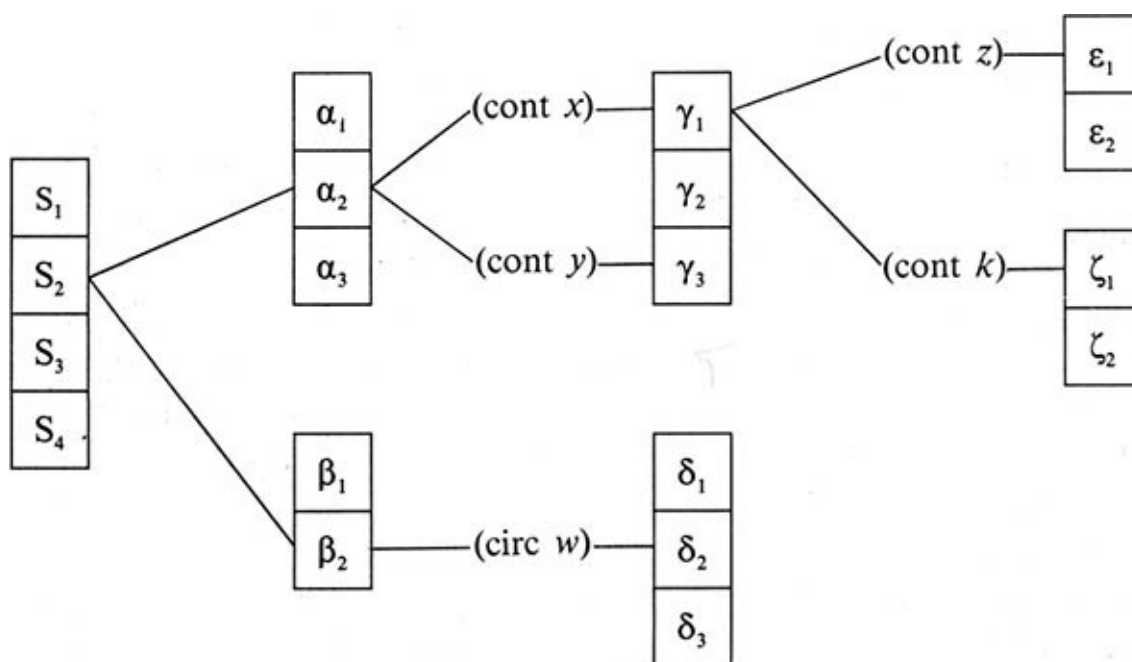 S₁
S₂
S₃
S₄
α₁
α₂
α₃
β₁
β₂
(cont x)
(cont y)
(circ w)
γ₁
γ₂
γ₃
δ₁
δ₂
δ₃
(cont z)
(cont k)
ε₁
ε₂
ζ₁
ζ₂